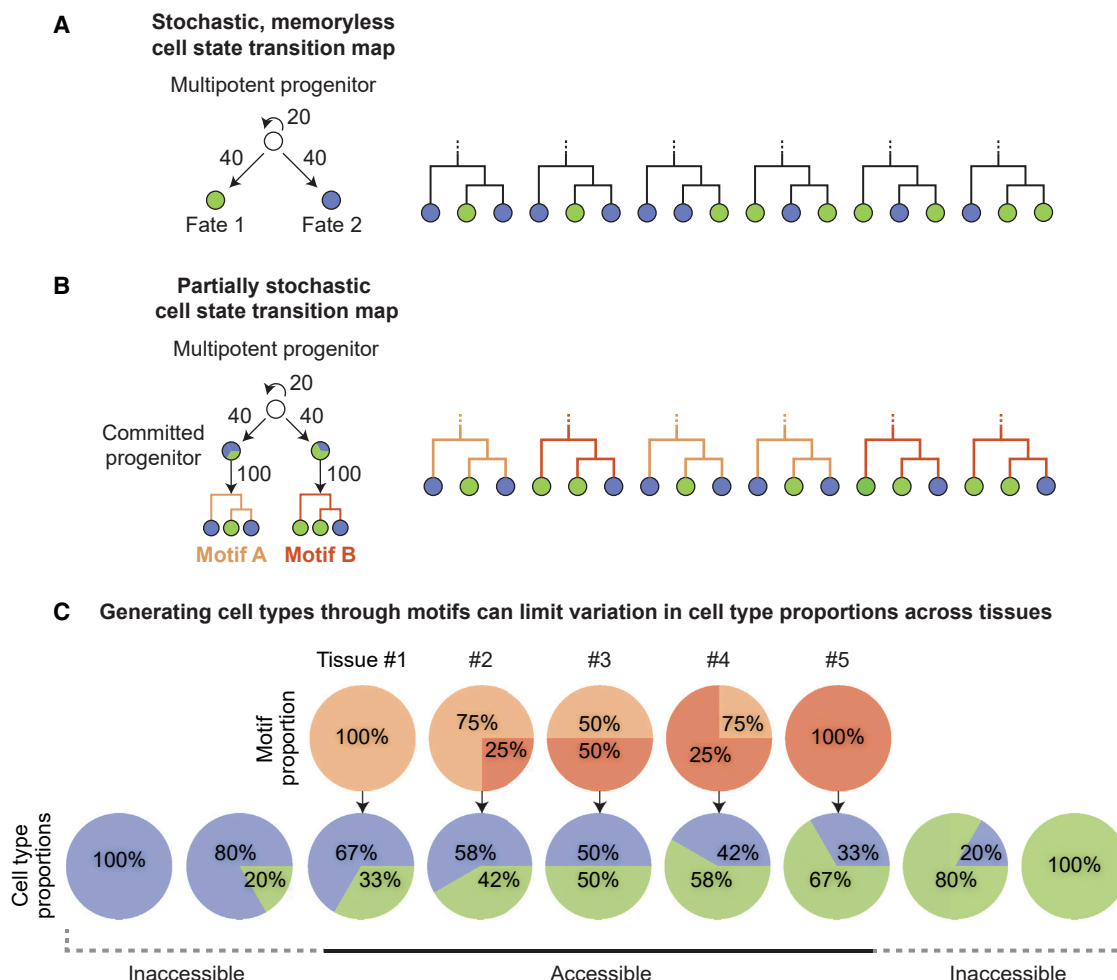 A
Stochastic, memoryless
cell state transition map
Multipotent progenitor
20
40 40
Fate 1 Fate 2
B
Partially stochastic
cell state transition map
Multipotent progenitor
20
40 40
Committed
progenitor
100 100
Motif A Motif B
C Generating cell types through motifs can limit variation in cell type proportions across tissues
Tissue #1 #2 #3 #4 #5
Motif
proportion
100% 75% 25% 50% 50% 75% 25% 100%
Cell type
proportions
100% 80% 20% 67% 33% 58% 42% 50% 50% 42% 58% 33% 67% 20% 80% 100%
Inaccessible Accessible Inaccessible